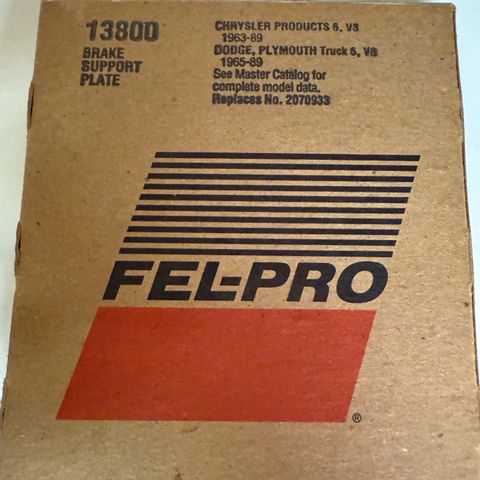 13800
BRAKE
SUPPORT
PLATE
CHRYSLER PRODUCTS 6, V8
1963-89
DODGE, PLYMOUTH Truck 6, V8
1965-89
See Master Catalog for
complete model data.
Replaces No. 2070933
FEL-PRO
®